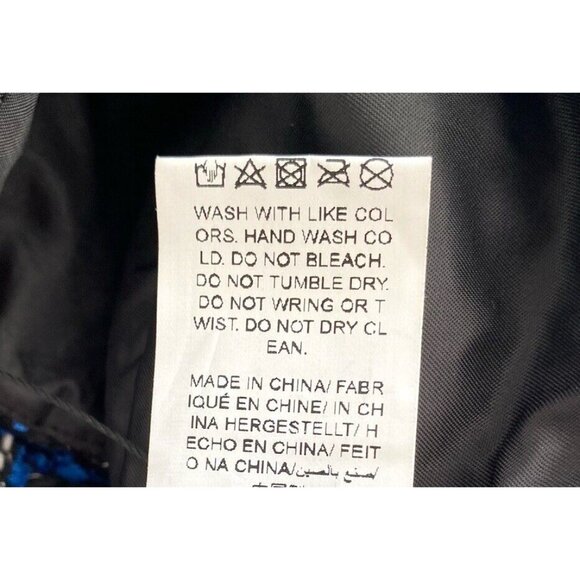 WASH WITH LIKE COL
ORS. HAND WASH CO
LD. DO NOT BLEACH.
DO NOT TUMBLE DRY.
DO NOT WRING OR T
WIST. DO NOT DRY CL
EAN.
MADE IN CHINA/ FABR
IQUÉ EN CHINE/ IN CH
INA HERGESTELLT/ H
ECHO EN CHINA/ FEIT
O NA CHINA/صنع بالصين/